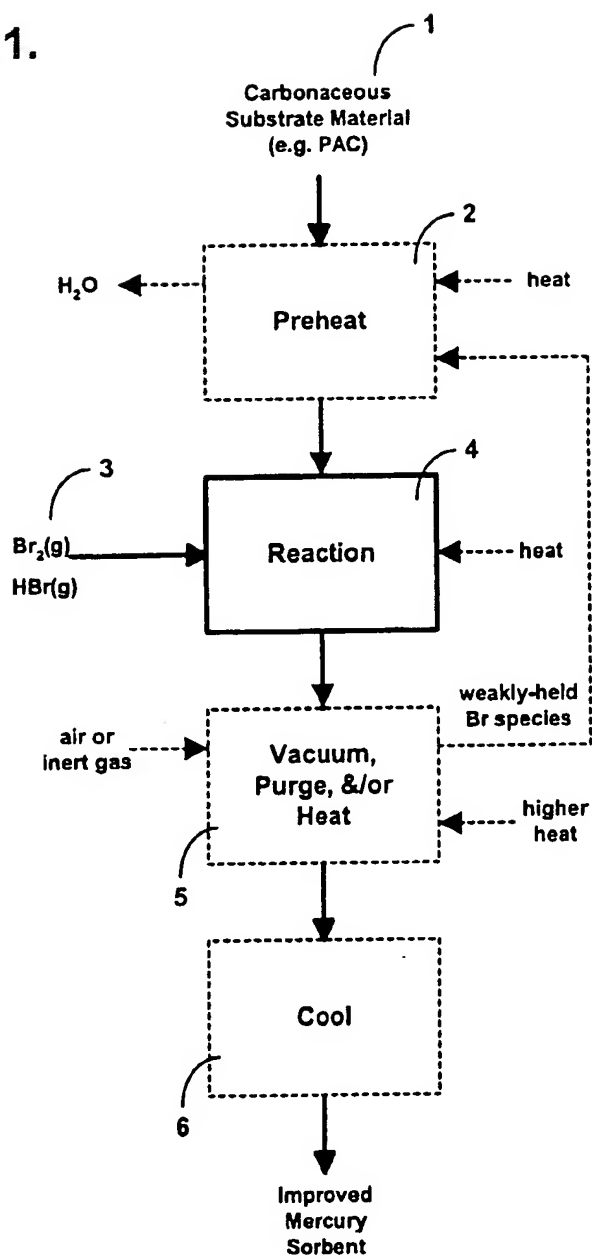 1.
1
Carbonaceous
Substrate Material
(e.g. PAC)
2
H₂O
heat
Preheat
3
4
Br₂(g)
HBr(g)
Reaction
heat
weakly-held
Br species
air or
inert gas
Vacuum,
Purge, &/or
Heat
higher
heat
5
Cool
6
Improved
Mercury
Sorbent